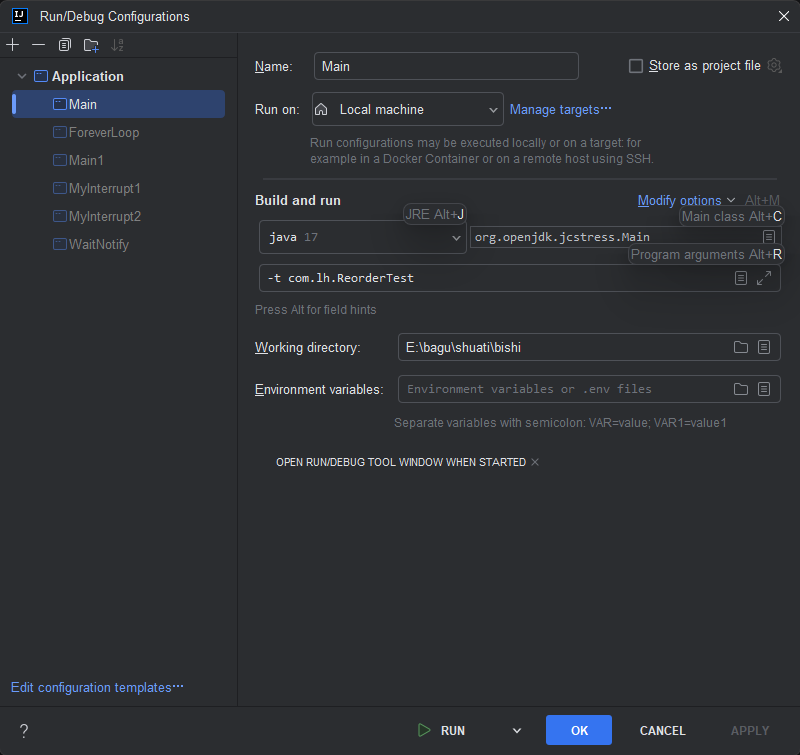 Run/Debug Configurations
Application
Main
ForeverLoop
Main1
MyInterrupt1
MyInterrupt2
WaitNotify
Edit configuration templates...
Name: Main Store as project file
Run on: Local machine Manage targets...
Run configurations may be executed locally or on a target: for
example in a Docker Container or on a remote host using SSH.
Build and run Modify options Alt+M
JRE Alt+J Main class Alt+C
java 17 org.openjdk.jcstress.Main
Program arguments Alt+R
-t com.lh.ReorderTest
Press Alt for field hints
Working directory: E:\bagu\shuati\bishi
Environment variables: Environment variables or .env files
Separate variables with semicolon: VAR=value; VAR1=value1
OPEN RUN/DEBUG TOOL WINDOW WHEN STARTED
? RUN OK CANCEL APPLY